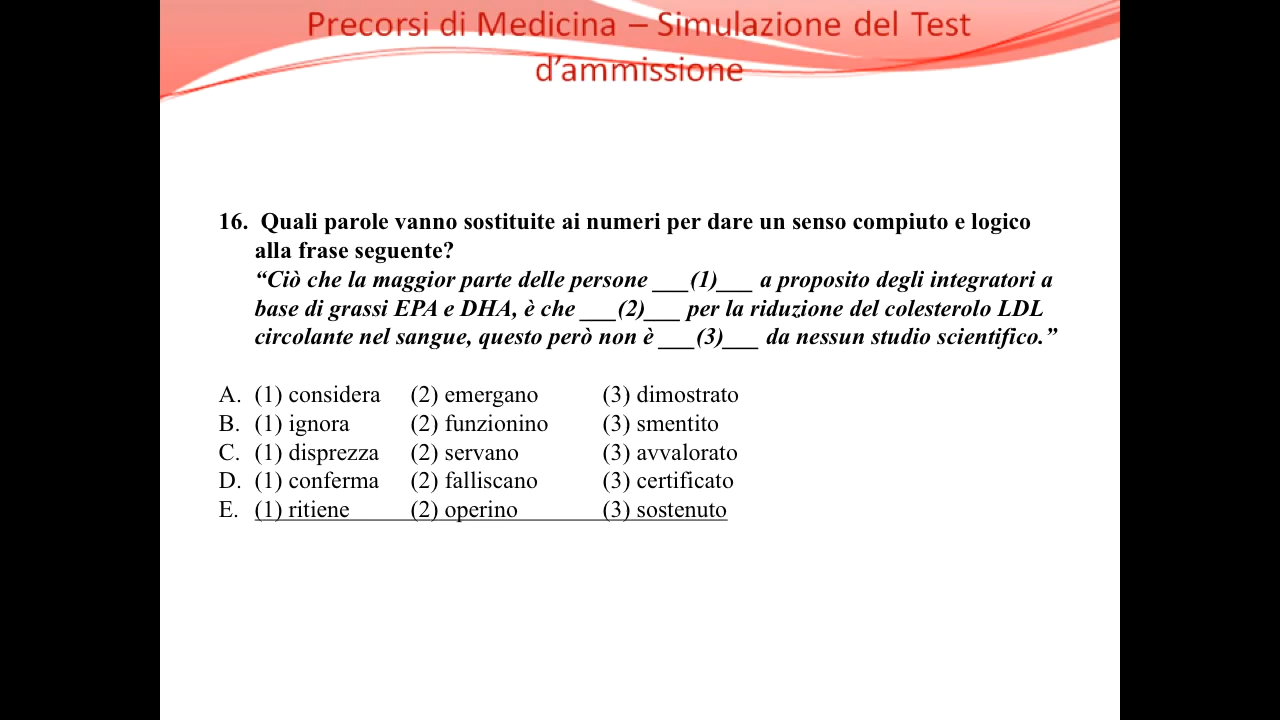 Precorsi di Medicina – Simulazione del Test
d’ammissione
16. Quali parole vanno sostituite ai numeri per dare un senso compiuto e logico
alla frase seguente?
“Ciò che la maggior parte delle persone ___(1)___ a proposito degli integratori a
base di grassi EPA e DHA, è che ___(2)___ per la riduzione del colesterolo LDL
circolante nel sangue, questo però non è ___(3)___ da nessun studio scientifico.”
A. (1) considera (2) emergano (3) dimostrato
B. (1) ignora (2) funzionino (3) smentito
C. (1) disprezza (2) servano (3) avvalorato
D. (1) conferma (2) falliscano (3) certificato
E. (1) ritiene (2) operino (3) sostenuto